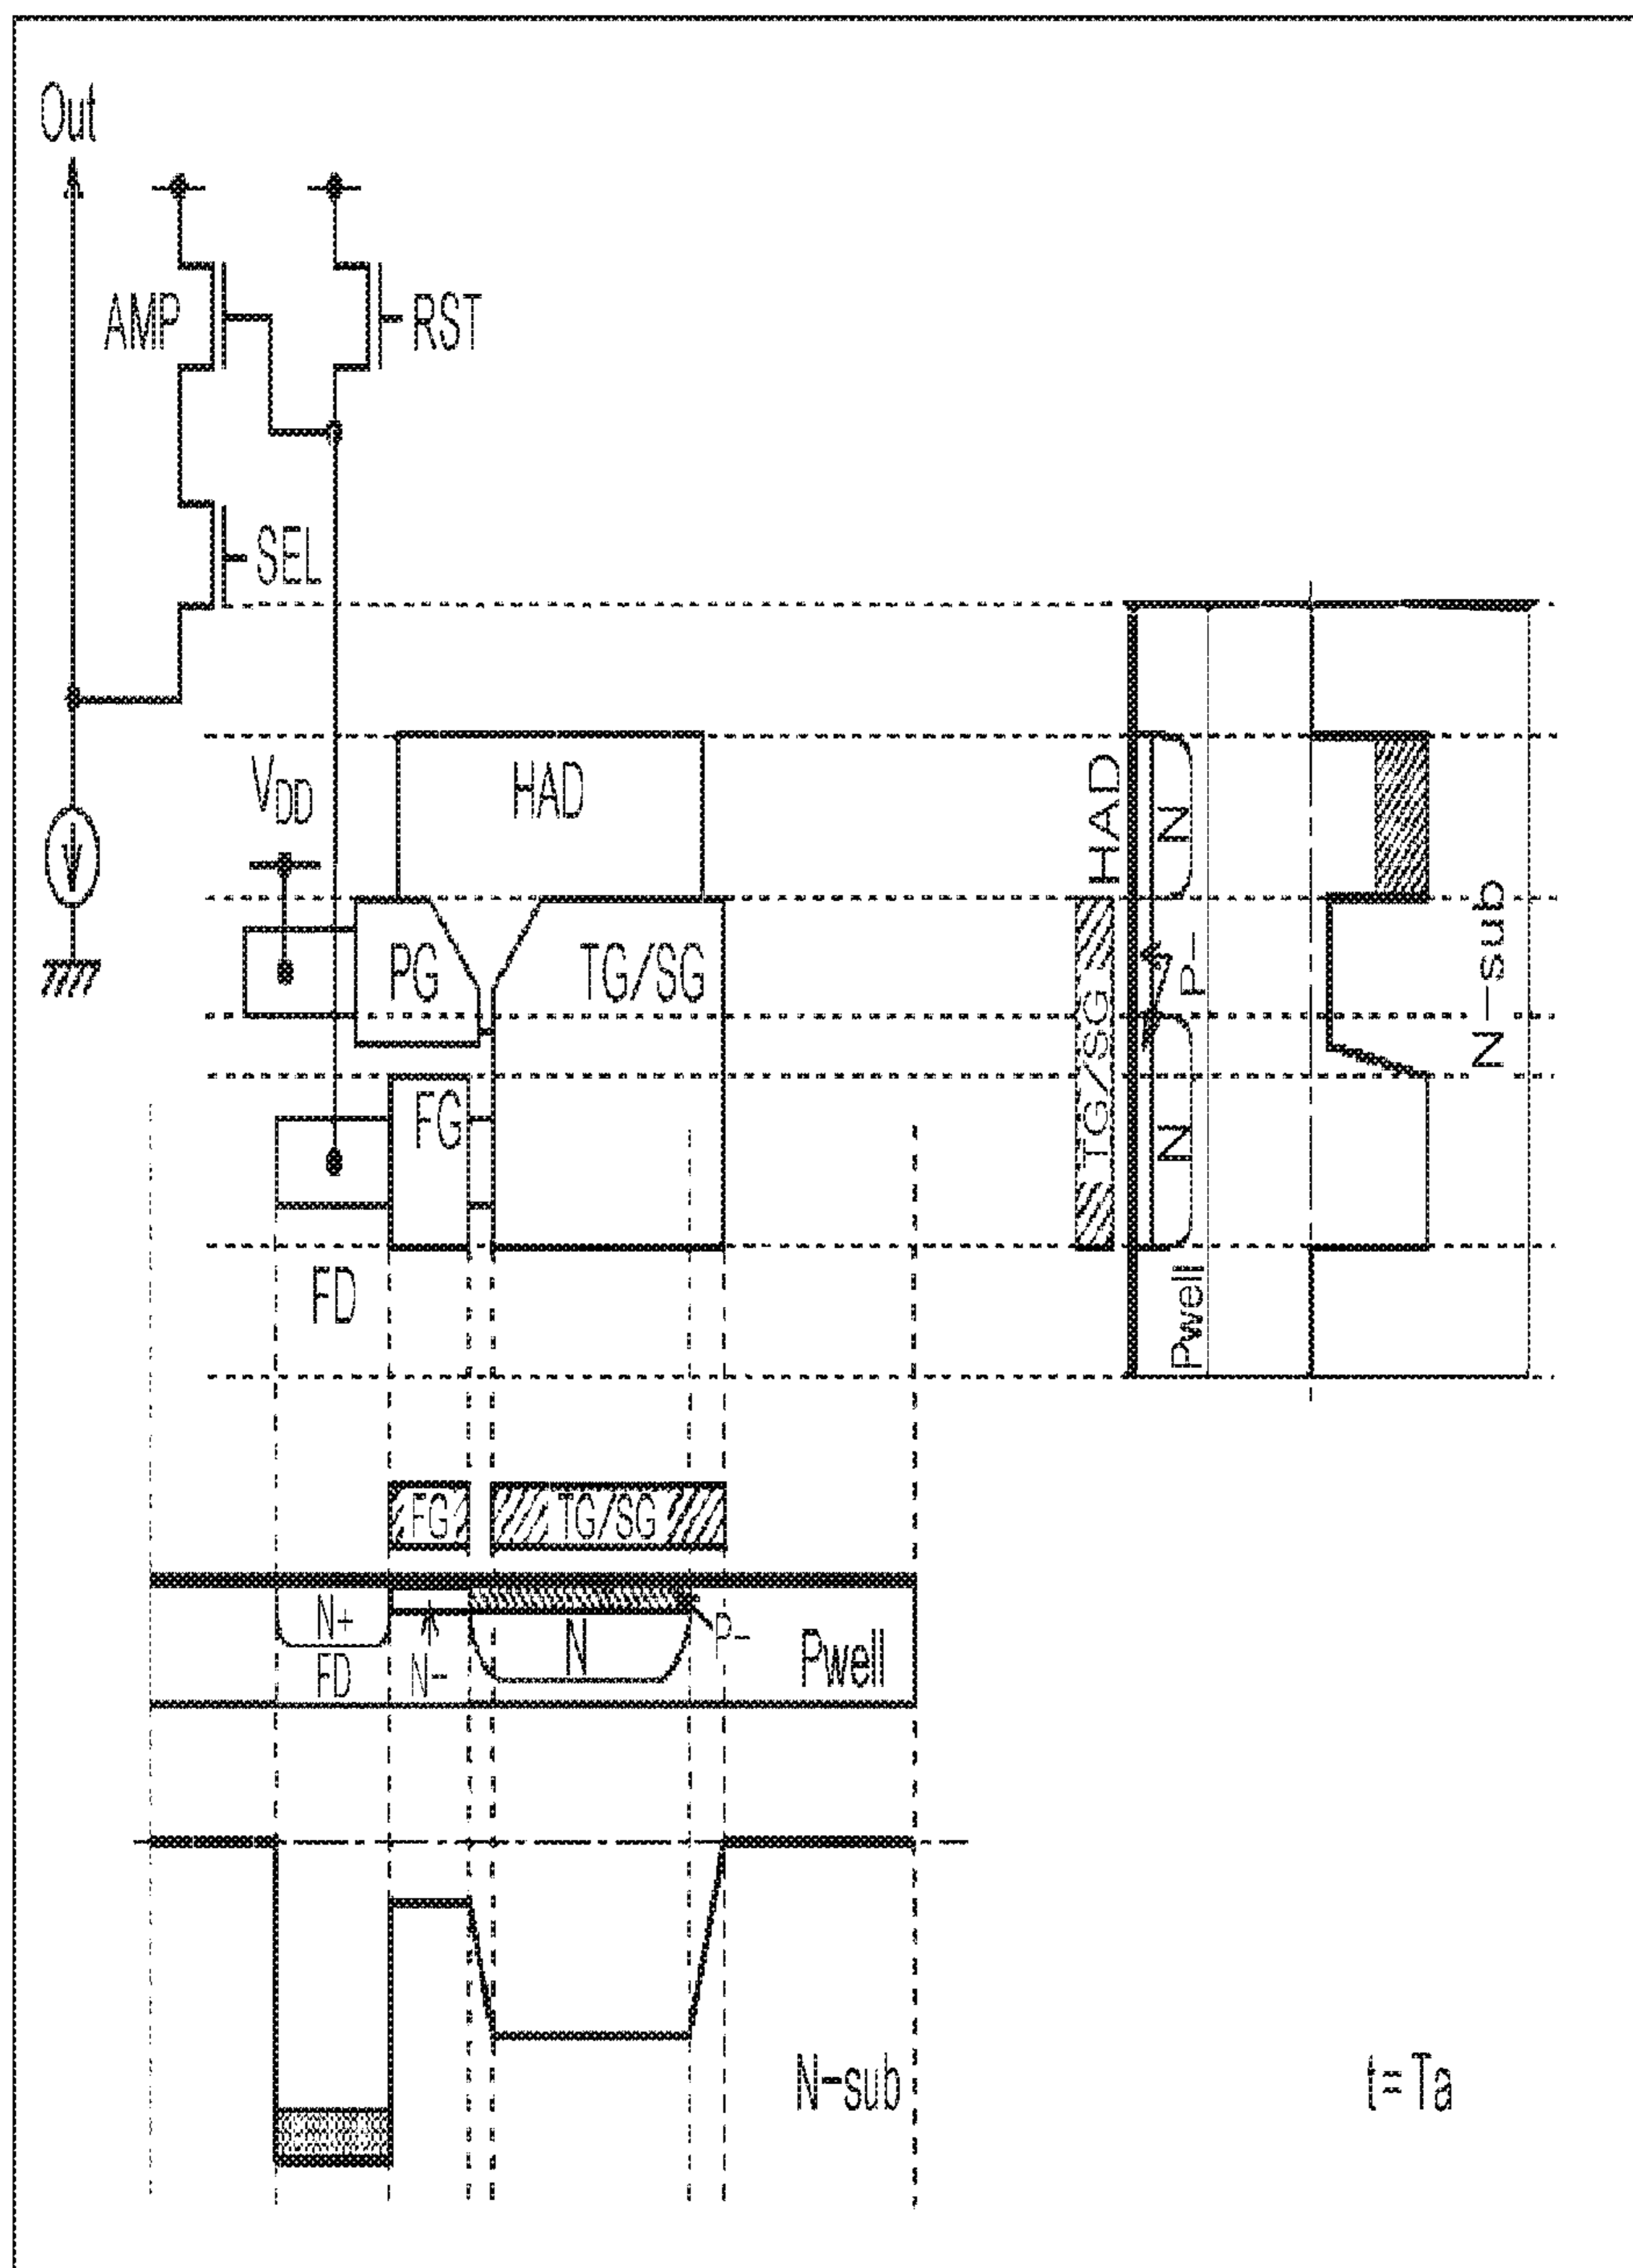 Out
AMP
RST
SEL
VDD
HAD
PG
TG/SG
FG
FD
HAD
TG/SG
N
P-
N
Pwell
N-sub
FG
TG/SG
N+
FD
N-
N
P-
Pwell
N-sub
t=Ta